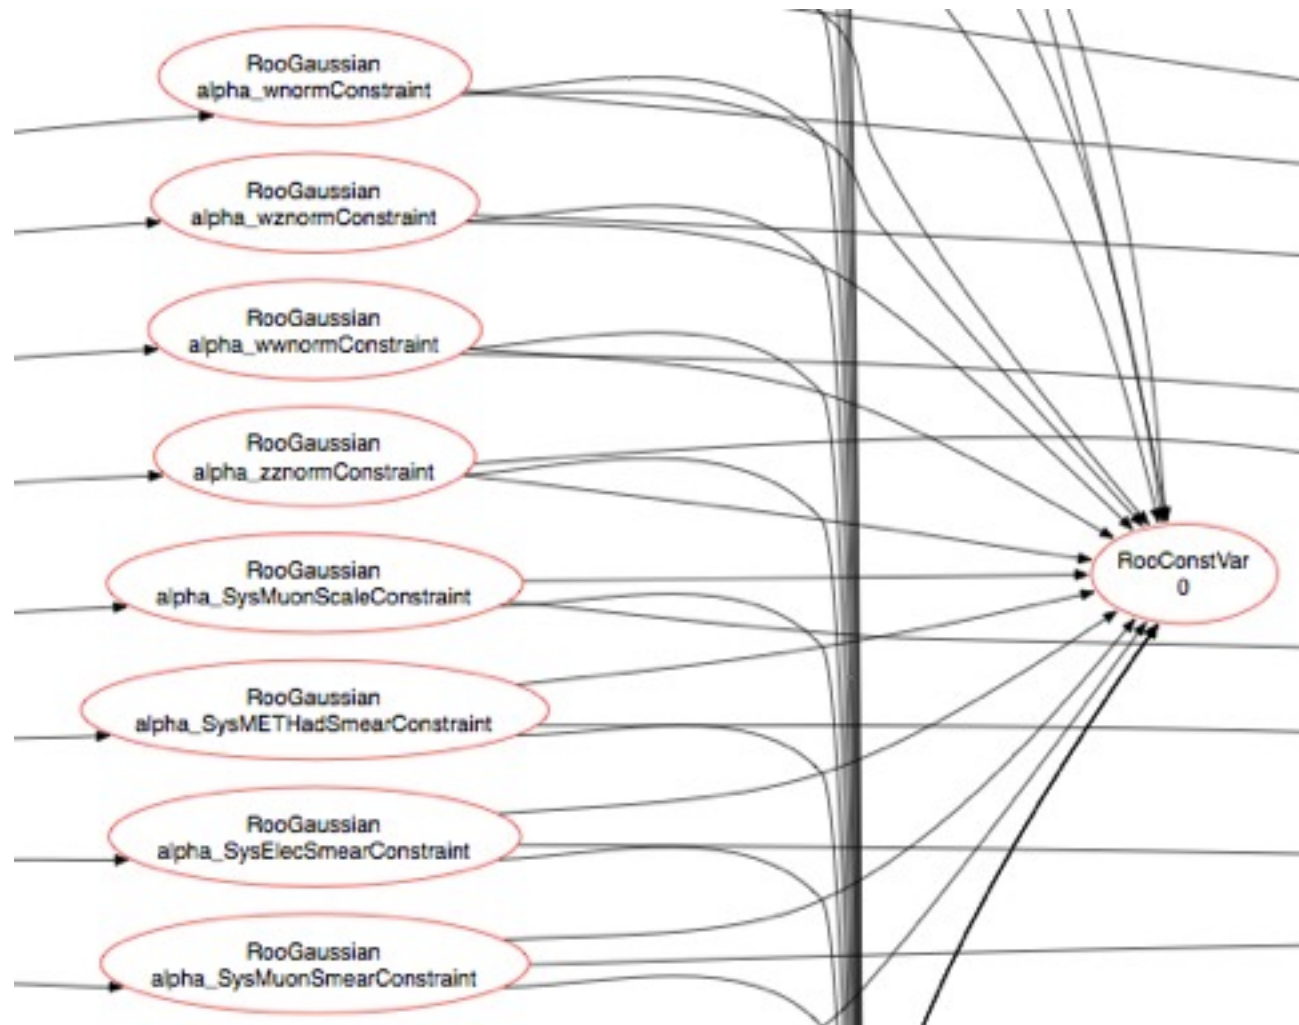 RooGaussian
alpha_wnormConstraint
RooGaussian
alpha_wznormConstraint
RooGaussian
alpha_wwnormConstraint
RooGaussian
alpha_zznormConstraint
RooGaussian
alpha_SysMuonScaleConstraint
RooConstVar
0
RooGaussian
alpha_SysMETHadSmearConstraint
RooGaussian
alpha_SysElecSmearConstraint
RooGaussian
alpha_SysMuonSmearConstraint